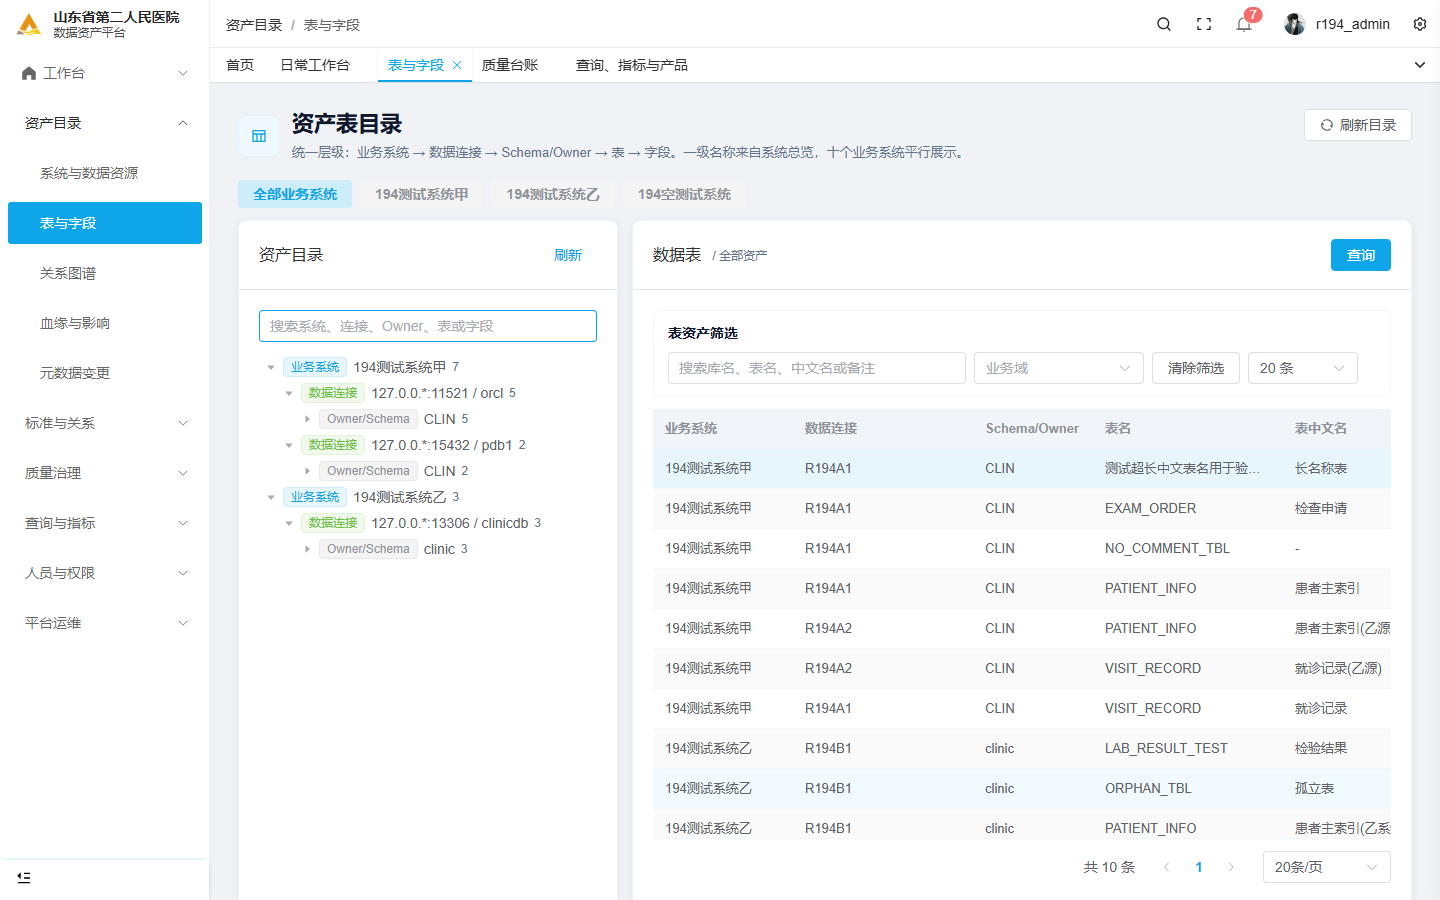 山东省第二人民医院
数据资产平台
资产目录 / 表与字段
7
r194_admin
首页 日常工作台 表与字段 质量台账 查询、指标与产品
工作台
资产目录
系统与数据资源
表与字段
关系图谱
血缘与影响
元数据变更
标准与关系
质量治理
查询与指标
人员与权限
平台运维
资产表目录
统一层级：业务系统 → 数据连接 → Schema/Owner → 表 → 字段。一级名称来自系统总览，十个业务系统平行展示。
刷新目录
全部业务系统 194测试系统甲 194测试系统乙 194空测试系统
资产目录 刷新
搜索系统、连接、Owner、表或字段
业务系统 194测试系统甲 7
数据连接 127.0.0.*:11521 / orcl 5
Owner/Schema CLIN 5
数据连接 127.0.0.*:15432 / pdb1 2
Owner/Schema CLIN 2
业务系统 194测试系统乙 3
数据连接 127.0.0.*:13306 / clinicdb 3
Owner/Schema clinic 3
数据表 / 全部资产 查询
表资产筛选
搜索库名、表名、中文名或备注 业务域 清除筛选 20 条
业务系统 数据连接 Schema/Owner 表名 表中文名
194测试系统甲 R194A1 CLIN 测试超长中文表名用于验... 长名称表
194测试系统甲 R194A1 CLIN EXAM_ORDER 检查申请
194测试系统甲 R194A1 CLIN NO_COMMENT_TBL -
194测试系统甲 R194A1 CLIN PATIENT_INFO 患者主索引
194测试系统甲 R194A2 CLIN PATIENT_INFO 患者主索引(乙源
194测试系统甲 R194A2 CLIN VISIT_RECORD 就诊记录(乙源)
194测试系统甲 R194A1 CLIN VISIT_RECORD 就诊记录
194测试系统乙 R194B1 clinic LAB_RESULT_TEST 检验结果
194测试系统乙 R194B1 clinic ORPHAN_TBL 孤立表
194测试系统乙 R194B1 clinic PATIENT_INFO 患者主索引(乙系
共 10 条 1 20条/页